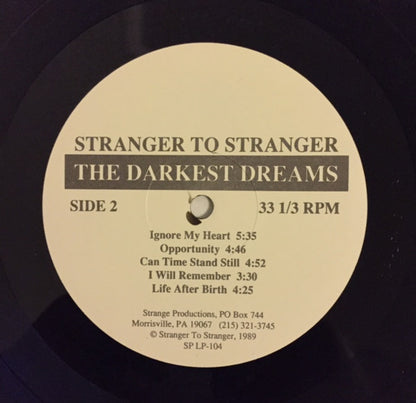 STRANGER TO STRANGER
THE DARKEST DREAMS
SIDE 2 33 1/3 RPM
Ignore My Heart 5:35
Opportunity 4:46
Can Time Stand Still 4:52
I Will Remember 3:30
Life After Birth 4:25
Strange Productions, PO Box 744
Morrisville, PA 19067 (215) 321-3745
© Stranger To Stranger, 1989
SP LP-104